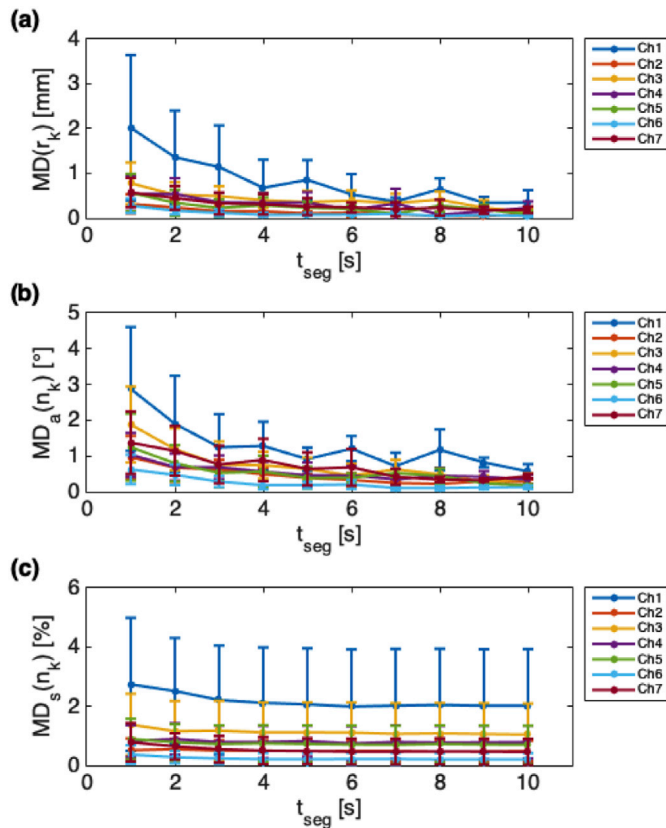 (a)
MD(r_k) [mm]
4
3
2
1
0
0 2 4 6 8 10
t_seg [s]
Ch1
Ch2
Ch3
Ch4
Ch5
Ch6
Ch7
(b)
MD_a(n_k) [°]
5
4
3
2
1
0
0 2 4 6 8 10
t_seg [s]
Ch1
Ch2
Ch3
Ch4
Ch5
Ch6
Ch7
(c)
MD_s(n_k) [%]
6
4
2
0
0 2 4 6 8 10
t_seg [s]
Ch1
Ch2
Ch3
Ch4
Ch5
Ch6
Ch7